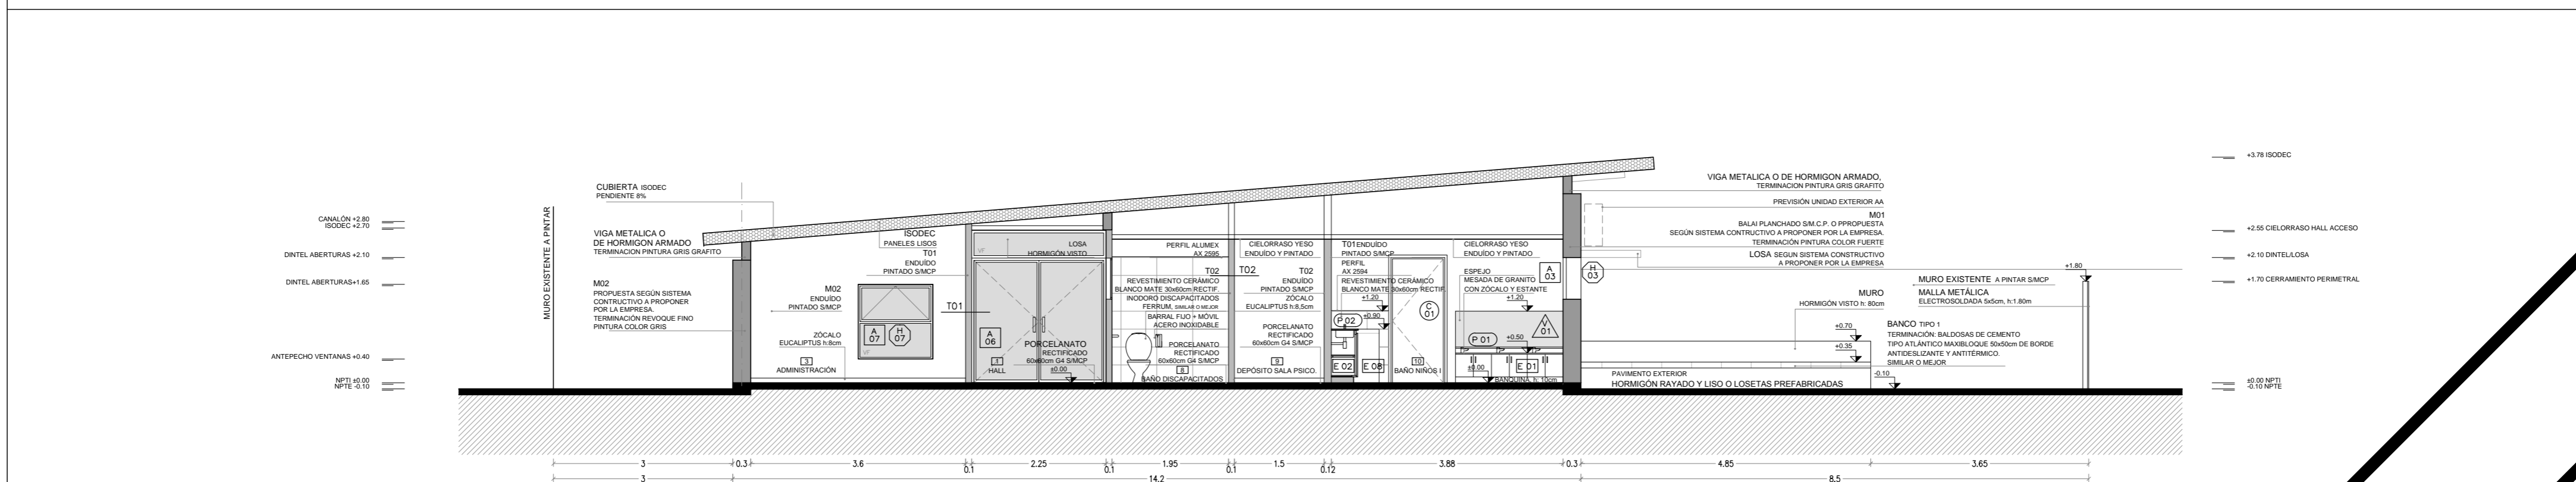 CANALÓN +2.80
ISODEC +2.70
DINTEL ABERTURAS +2.10
DINTEL ABERTURAS+1.65
ANTEPECHO VENTANAS +0.40
NPTI ±0.00
NPTE -0.10
MURO EXISTENTE A PINTAR
CUBIERTA ISODEC
PENDIENTE 8%
VIGA METALICA O
DE HORMIGON ARMADO
TERMINACION PINTURA GRIS GRAFITO
M02
PROPUESTA SEGÚN SISTEMA
CONTRUCTIVO A PROPONER
POR LA EMPRESA.
TERMINACIÓN REVOQUE FINO
PINTURA COLOR GRIS
ISODEC
PANELES LISOS
T01
ENDUÍDO
PINTADO S/MCP
M02
ENDUÍDO
PINTADO S/MCP
ZÓCALO
EUCALIPTUS h:8cm
3
ADMINISTRACIÓN
A
07
H
07
VF
T01
VF
LOSA
HORMIGÓN VISTO
A
06
1
HALL
PORCELANATO
RECTIFICADO
60x60cm G4 S/MCP
±0.00
PERFIL ALUMEX
AX 2595
T02
REVESTIMIENTO CERÁMICO
BLANCO MATE 30x60cm RECTIF.
INODORO DISCAPACITADOS
FERRUM, SIMILAR O MEJOR
BARRAL FIJO + MÓVIL
ACERO INOXIDABLE
PORCELANATO
RECTIFICADO
60x60cm G4 S/MCP
8
BAÑO DISCAPACITADOS
T02
CIELORRASO YESO
ENDUÍDO Y PINTADO
T02
ENDUÍDO
PINTADO S/MCP
ZÓCALO
EUCALIPTUS h:8,5cm
PORCELANATO
RECTIFICADO
60x60cm G4 S/MCP
9
DEPÓSITO SALA PSICO.
T01 ENDUÍDO
PINTADO S/MCP
PERFIL
AX 2594
REVESTIMIENTO CERÁMICO
BLANCO MATE 30x60cm RECTIF.
+1.20
P 02
+0.90
E 02
E 08
C
01
10
BAÑO NIÑOS I
CIELORRASO YESO
ENDUÍDO Y PINTADO
ESPEJO
MESADA DE GRANITO
CON ZÓCALO Y ESTANTE
+1.20
A
03
V
01
P 01
+0.50
±0.00
E 01
BANQUINA, h: 10cm
H
03
VIGA METALICA O DE HORMIGON ARMADO,
TERMINACION PINTURA GRIS GRAFITO
PREVISIÓN UNIDAD EXTERIOR AA
M01
BALAI PLANCHADO S/M.C.P. O PPROPUESTA
SEGÚN SISTEMA CONTRUCTIVO A PROPONER POR LA EMPRESA.
TERMINACIÓN PINTURA COLOR FUERTE
LOSA SEGUN SISTEMA CONSTRUCTIVO
A PROPONER POR LA EMPRESA
+1.80
MURO EXISTENTE A PINTAR S/MCP
MALLA METÁLICA
ELECTROSOLDADA 5x5cm, h:1.80m
MURO
HORMIGÓN VISTO h: 80cm
+0.70
+0.35
BANCO TIPO 1
TERMINACIÓN: BALDOSAS DE CEMENTO
TIPO ATLÁNTICO MAXIBLOQUE 50x50cm DE BORDE
ANTIDESLIZANTE Y ANTITÉRMICO.
SIMILAR O MEJOR
-0.10
PAVIMENTO EXTERIOR
HORMIGÓN RAYADO Y LISO O LOSETAS PREFABRICADAS
+3.78 ISODEC
+2.55 CIELORRASO HALL ACCESO
+2.10 DINTEL/LOSA
+1.70 CERRAMIENTO PERIMETRAL
±0.00 NPTI
-0.10 NPTE
3 0.3 3.6 0.1 2.25 0.1 1.95 0.1 1.5 0.12 3.88 0.3 4.85 3.65
3 14.2 8.5